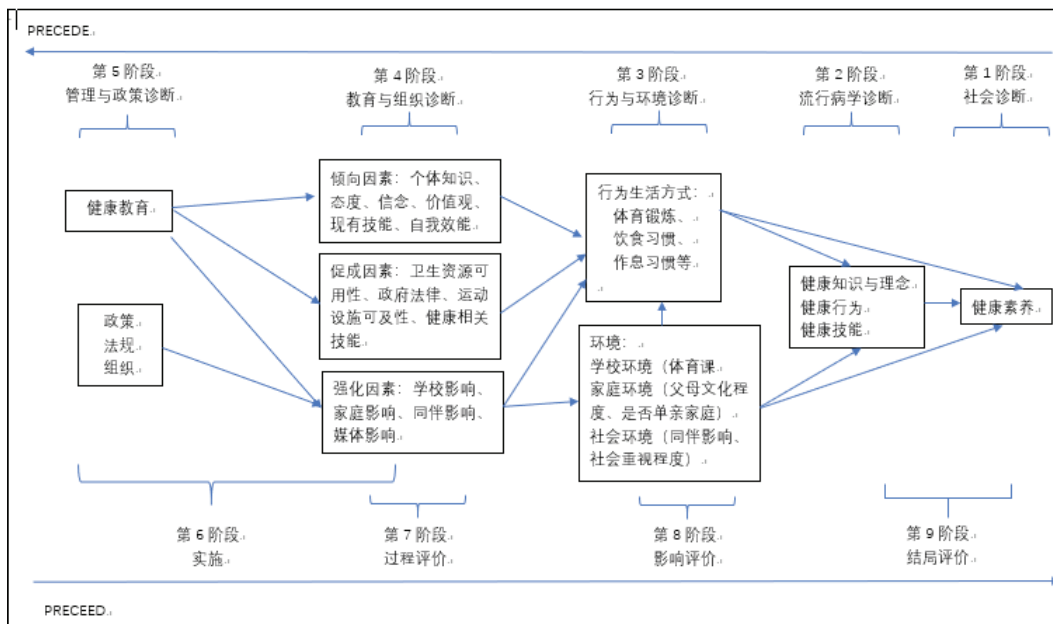 PRECEDE
第 5 阶段
管理与政策诊断
第 4 阶段
教育与组织诊断
第 3 阶段
行为与环境诊断
第 2 阶段
流行病学诊断
第 1 阶段
社会诊断
健康教育
政策
法规
组织
倾向因素：个体知识、
态度、信念、价值观、
现有技能、自我效能
促成因素：卫生资源可
用性、政府法律、运动
设施可及性、健康相关
技能
强化因素：学校影响、
家庭影响、同伴影响、
媒体影响
行为生活方式：
体育锻炼、
饮食习惯、
作息习惯等
环境：
学校环境（体育课
家庭环境（父母文化程
度、是否单亲家庭）
社会环境（同伴影响、
社会重视程度）
健康知识与理念
健康行为
健康技能
健康素养
第 6 阶段
实施
第 7 阶段
过程评价
第 8 阶段
影响评价
第 9 阶段
结局评价
PRECEED